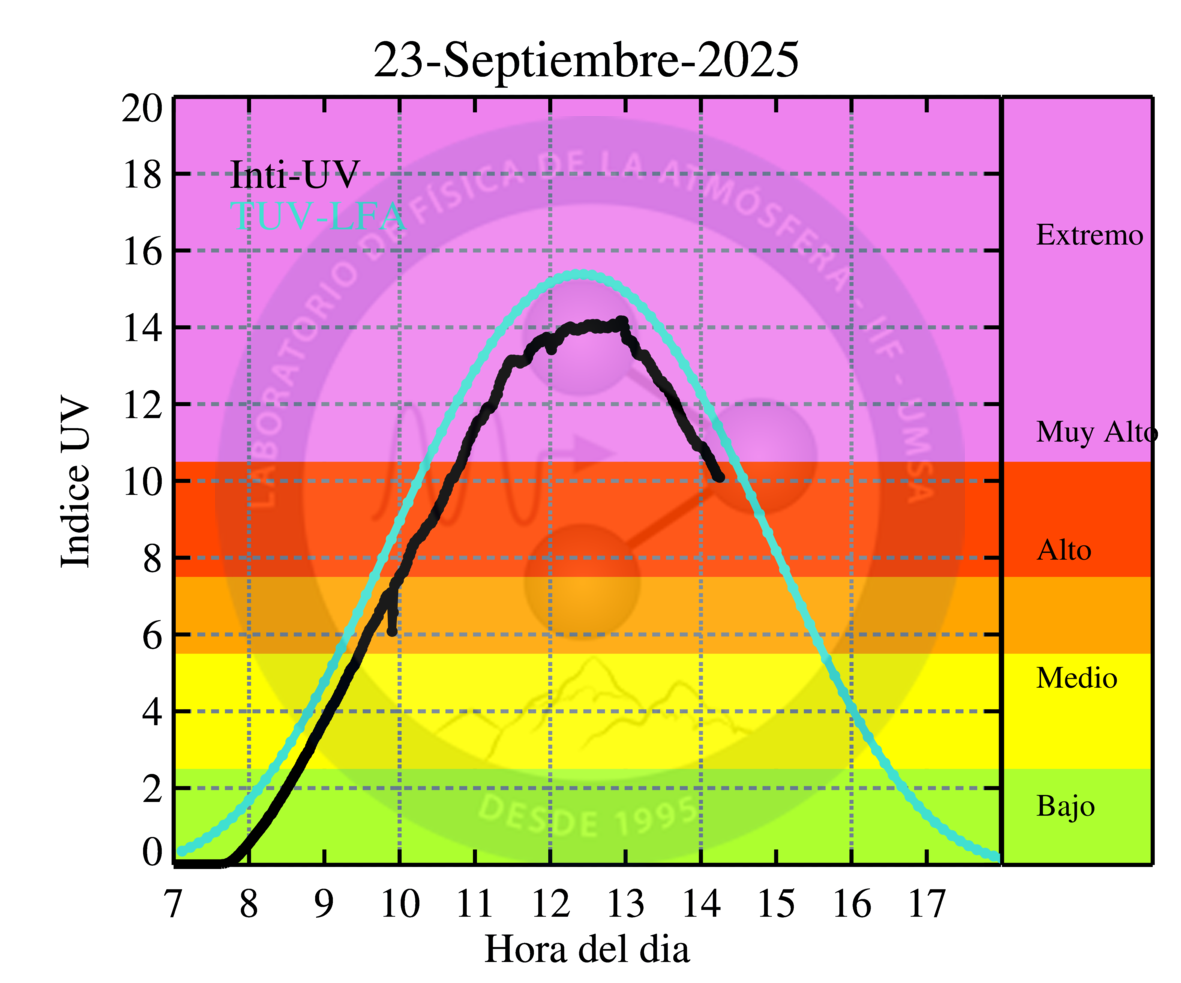 23-Septiembre-2025
20
18
16
14
12
10
8
6
4
2
0
Indice UV
Inti-UV
TUV-LFA
LABORATORIO DE FÍSICA DE LA ATMÓSFERA - IIF - UMSA
DESDE 1995
Extremo
Muy Alto
Alto
Medio
Bajo
7 8 9 10 11 12 13 14 15 16 17
Hora del dia